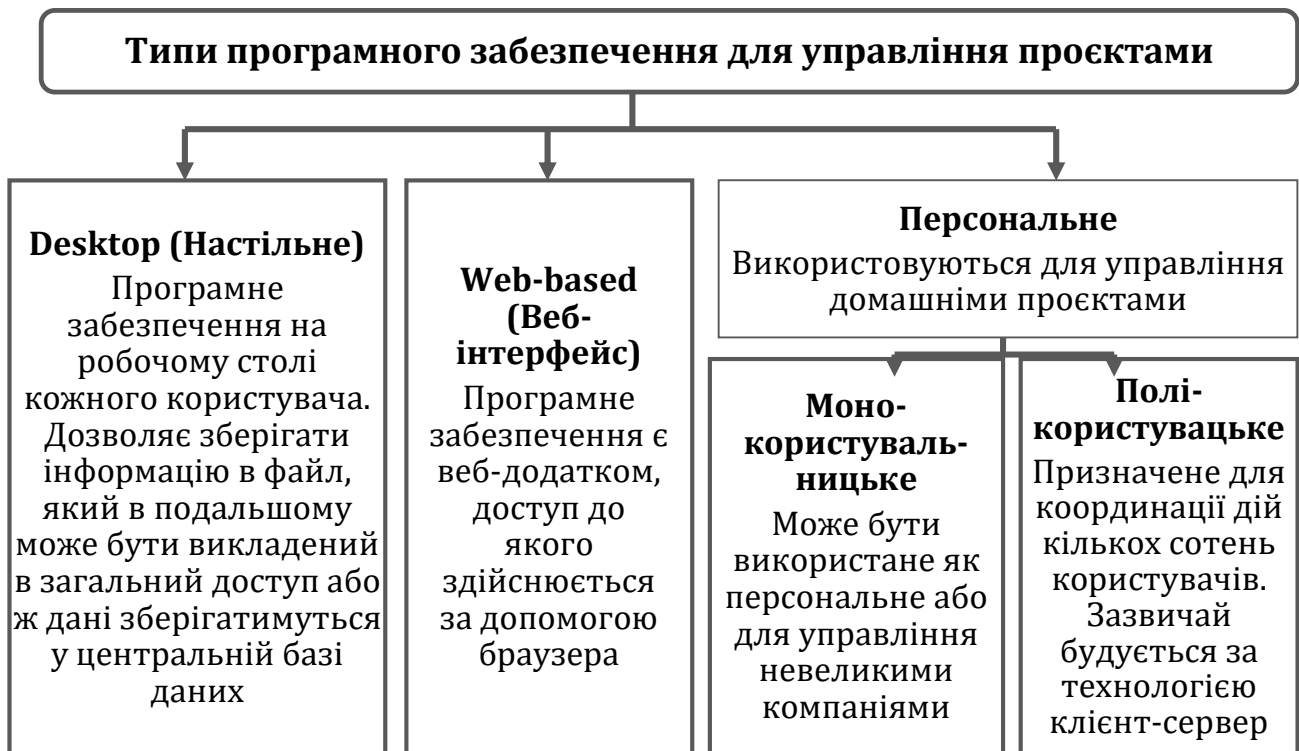 Типи програмного забезпечення для управління проєктами
Desktop (Настільне)
Програмне
забезпечення на
робочому столі
кожного користувача.
Дозволяє зберігати
інформацію в файл,
який в подальшому
може бути викладений
в загальний доступ або
ж дані зберігатимуться
у центральній базі
даних
Web-based
(Веб-
інтерфейс)
Програмне
забезпечення є
веб-додатком,
доступ до
якого
здійснюється
за допомогою
браузера
Персональне
Використовуються для управління
домашніми проєктами
Моно-
користуваль-
ницьке
Може бути
використане як
персональне або
для управління
невеликими
компаніями
Полі-
користувацьке
Призначене для
координації дій
кількох сотень
користувачів.
Зазвичай
будується за
технологією
клієнт-сервер